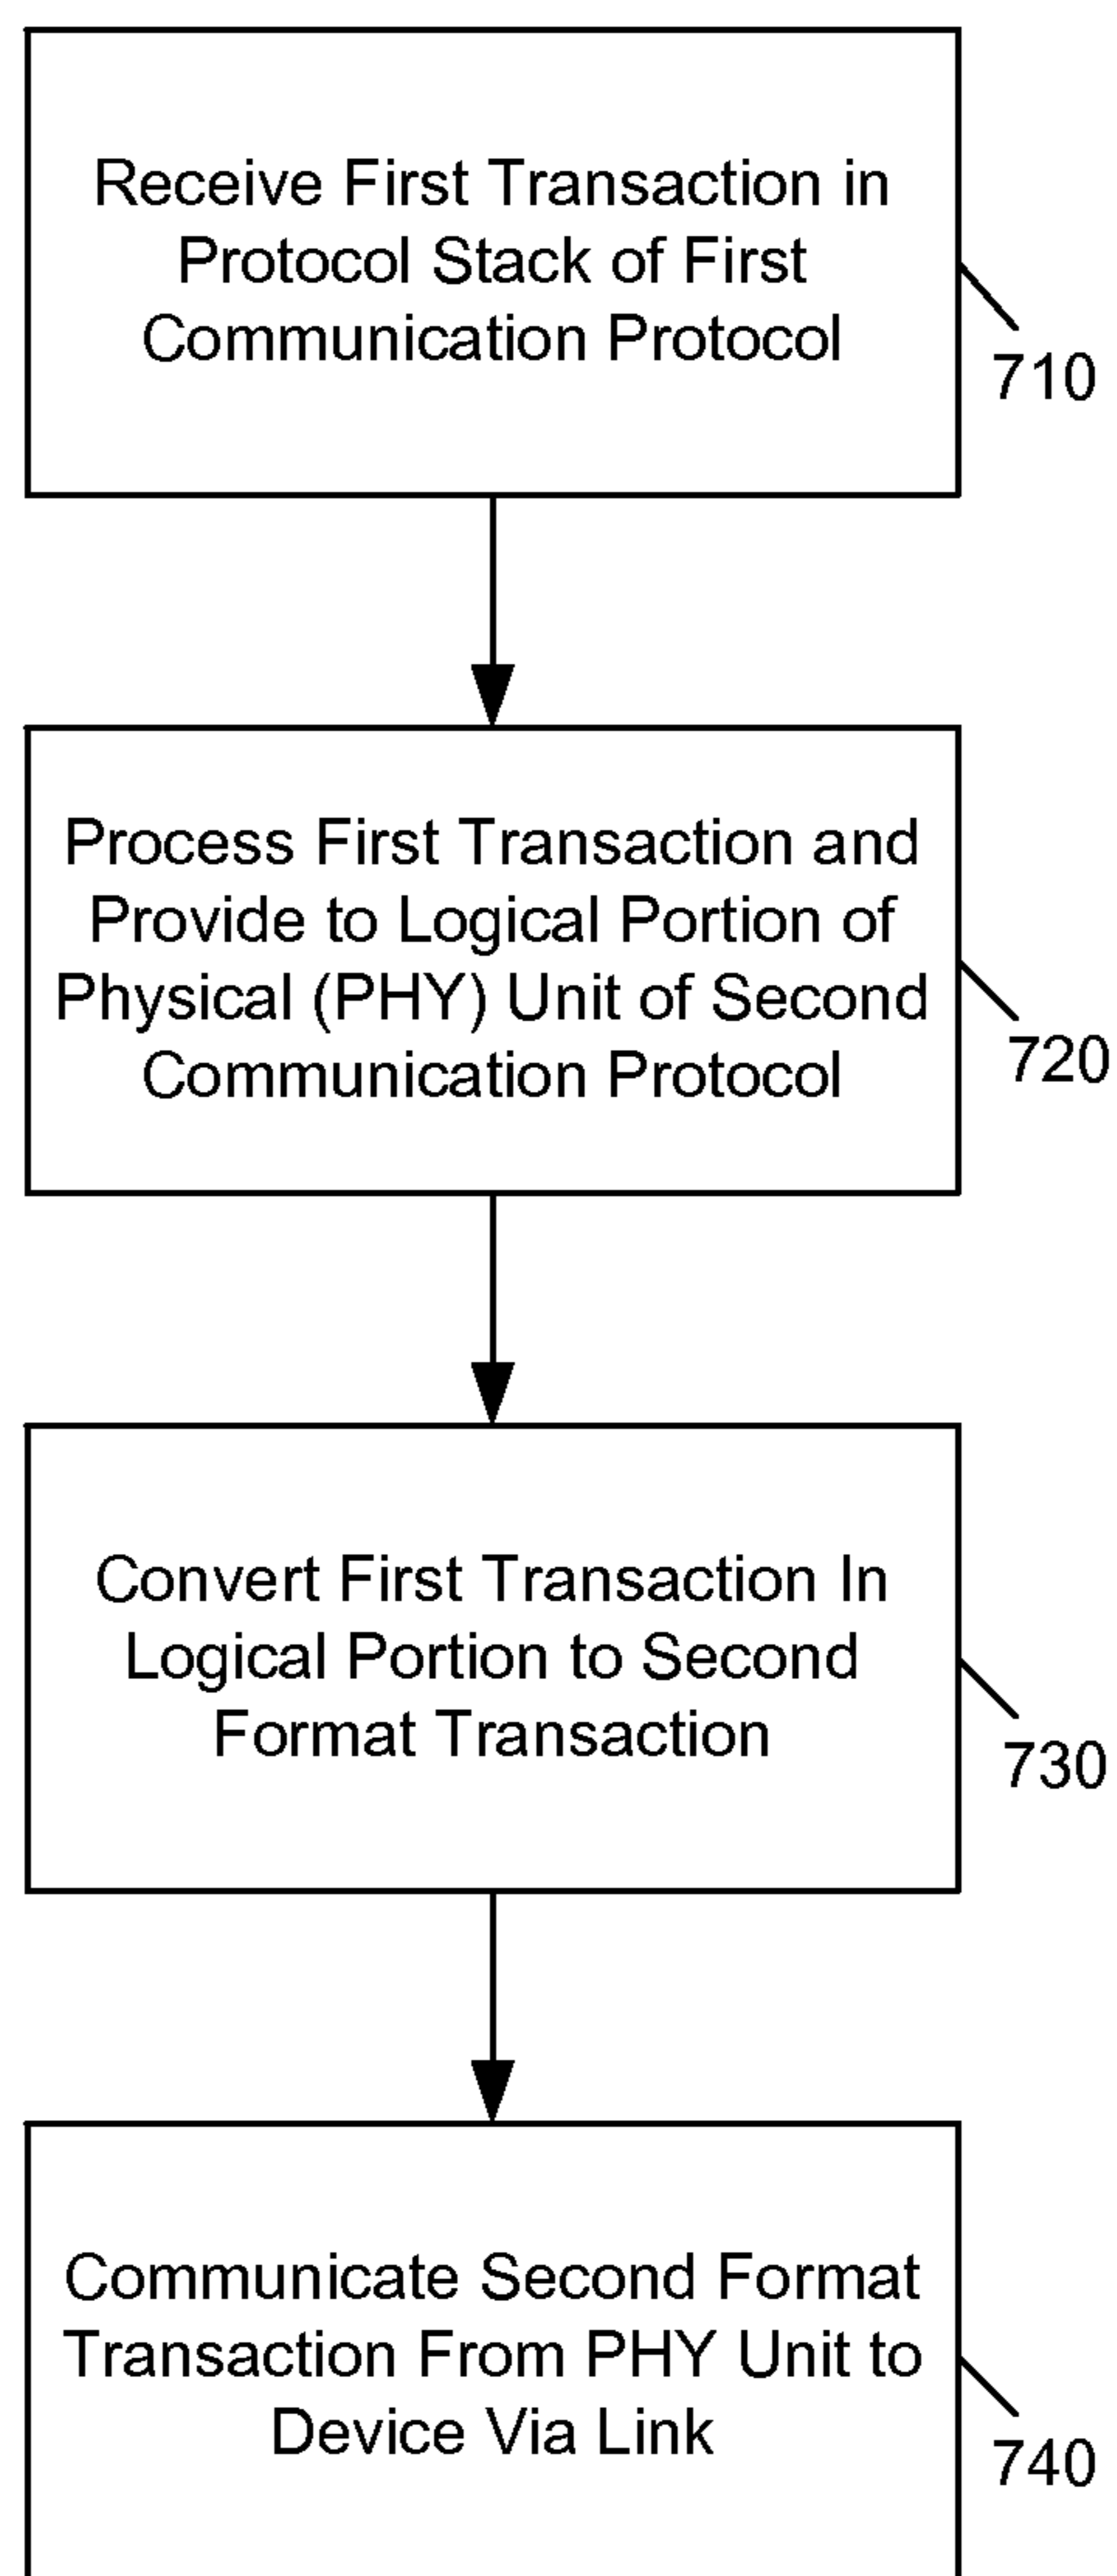 Receive First Transaction in
Protocol Stack of First
Communication Protocol
710
Process First Transaction and
Provide to Logical Portion of
Physical (PHY) Unit of Second
Communication Protocol
720
Convert First Transaction In
Logical Portion to Second
Format Transaction
730
Communicate Second Format
Transaction From PHY Unit to
Device Via Link
740